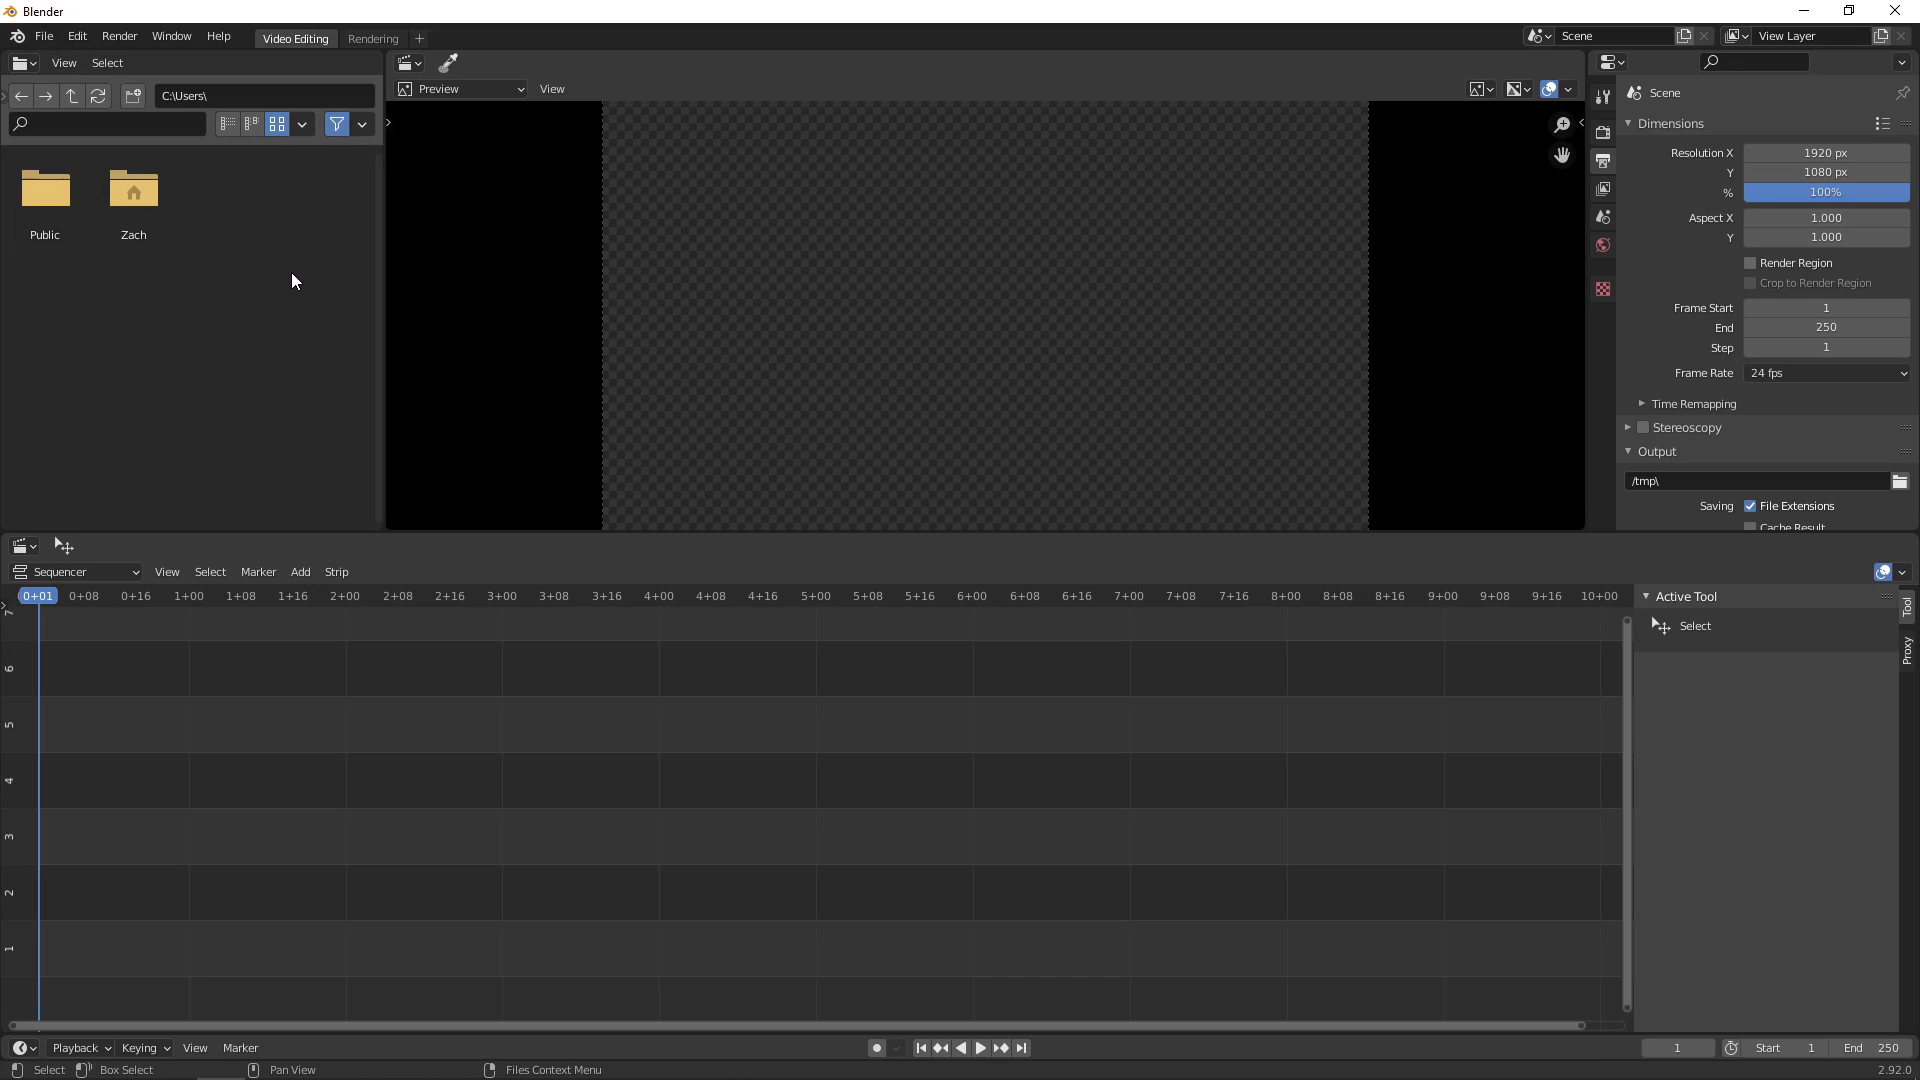 Blender
File Edit Render Window Help Video Editing Rendering + Scene View Layer
View Select
C:\Users\
Preview View
Public Zach
Scene
Dimensions
Resolution X 1920 px
Y 1080 px
% 100%
Aspect X 1.000
Y 1.000
Render Region
Crop to Render Region
Frame Start 1
End 250
Step 1
Frame Rate 24 fps
Time Remapping
Stereoscopy
Output
/tmp\
Saving File Extensions
Cache Result
Sequencer View Select Marker Add Strip
0+01 0+08 0+16 1+00 1+08 1+16 2+00 2+08 2+16 3+00 3+08 3+16 4+00 4+08 4+16 5+00 5+08 5+16 6+00 6+08 6+16 7+00 7+08 7+16 8+00 8+08 8+16 9+00 9+08 9+16 10+00
Active Tool
Select
Tool
Proxy
7
6
5
4
3
2
1
Playback Keying View Marker 1 Start 1 End 250
Select Box Select Pan View Files Context Menu 2.92.0